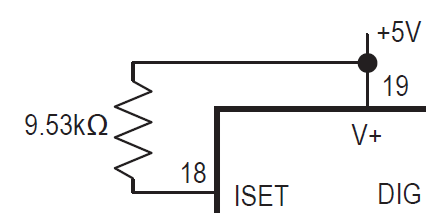 +5V
19
9.53kΩ
V+
18
ISET
DIG